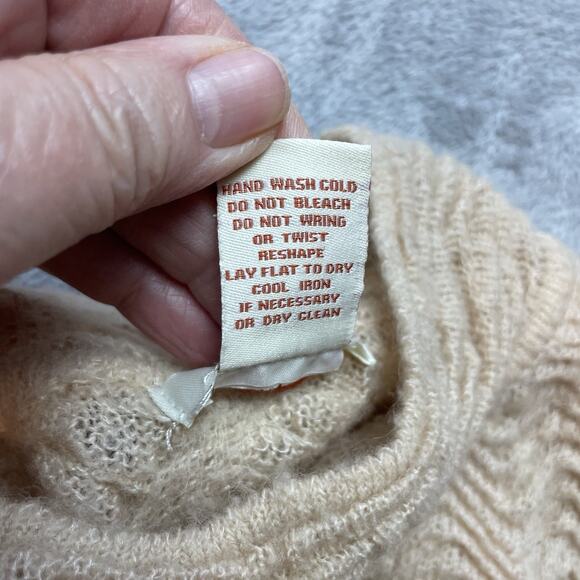 HAND WASH COLD
DO NOT BLEACH
DO NOT WRING
OR TWIST
RESHAPE
LAY FLAT TO DRY
COOL IRON
IF NECESSARY
OR DRY CLEAN